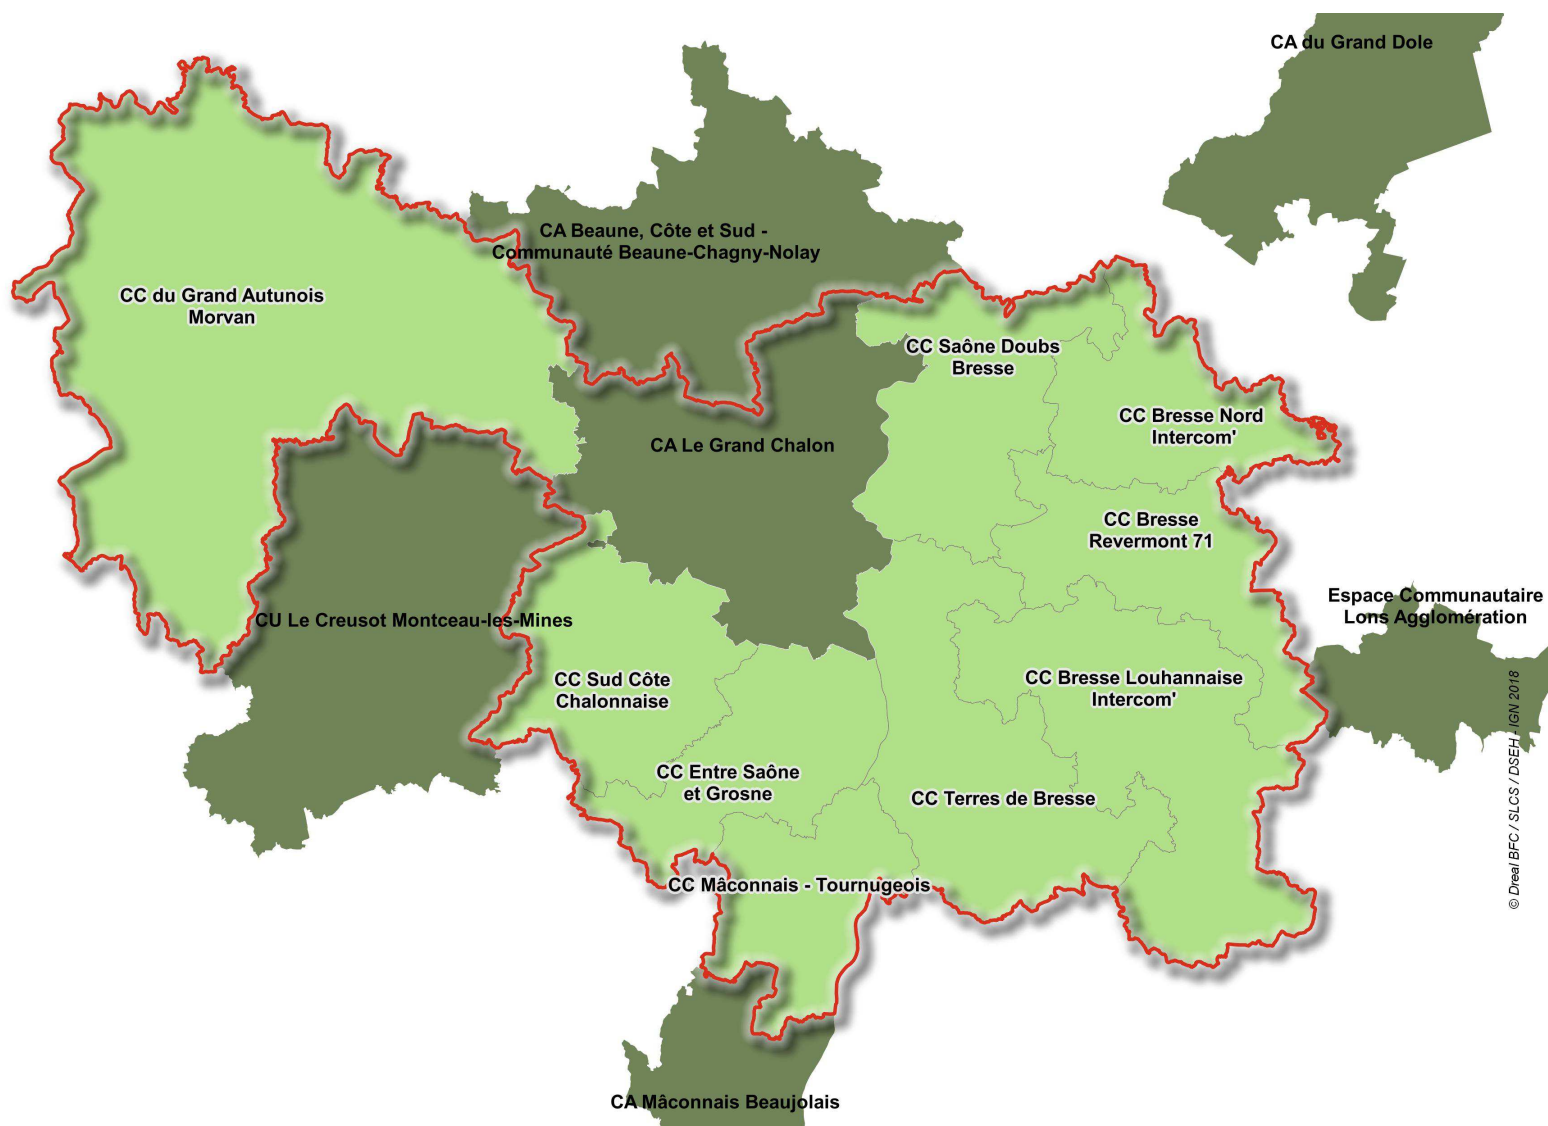 CA du Grand Dole
CA Beaune, Côte et Sud -
Communauté Beaune-Chagny-Nolay
CC du Grand Autunois
Morvan
CC Saône Doubs
Bresse
CC Bresse Nord
Intercom'
CA Le Grand Chalon
CC Bresse
Revermont 71
Espace Communautaire
Lons Agglomération
CU Le Creusot Montceau-les-Mines
CC Sud Côte
Chalonnaise
CC Bresse Louhannaise
Intercom'
CC Entre Saône
et Grosne
CC Terres de Bresse
CC Mâconnais - Tournugeois
CA Mâconnais Beaujolais
© Dreal BFC / SLCS / DSEH - IGN 2018